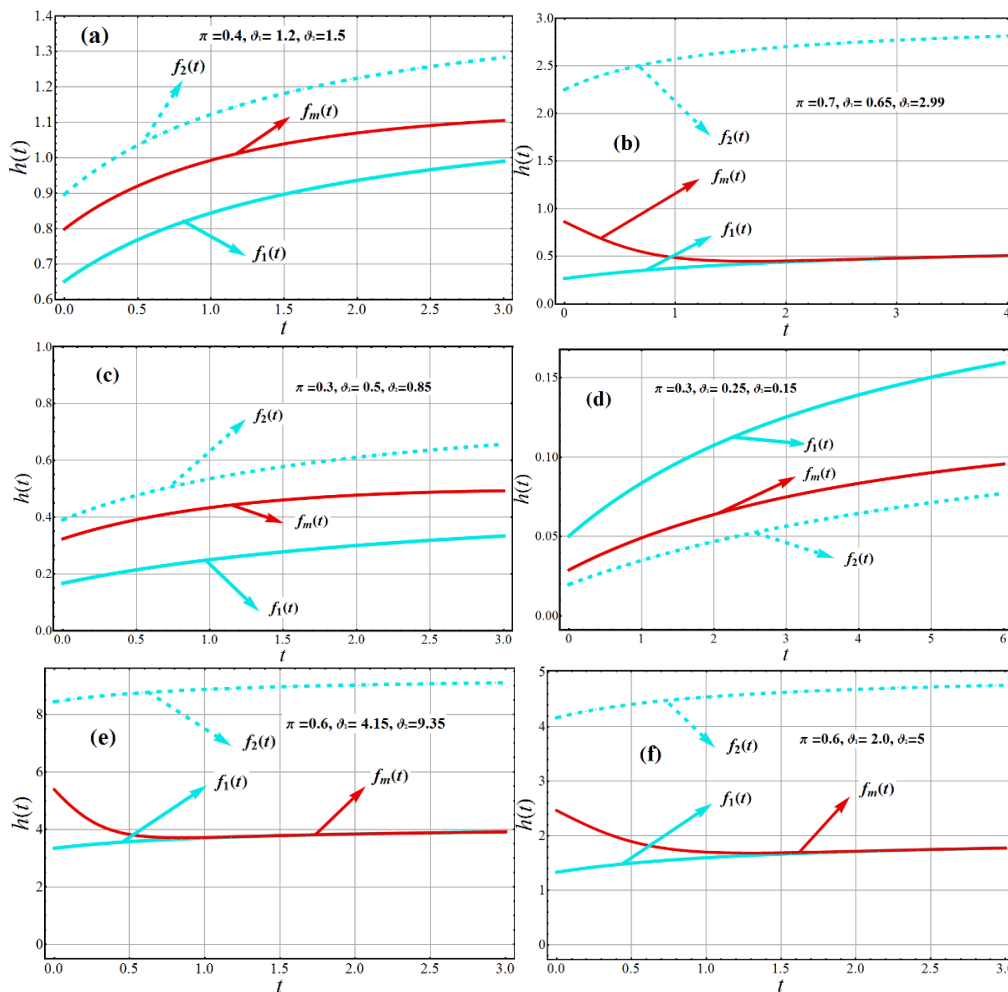 (a)
π =0.4, ϑ₁= 1.2, ϑ₂=1.5
f₂(t)
fₘ(t)
f₁(t)
h(t)
1.4
1.3
1.2
1.1
1.0
0.9
0.8
0.7
0.6
0.0 0.5 1.0 1.5 2.0 2.5 3.0
t
(b)
π =0.7, ϑ₁= 0.65, ϑ₂=2.99
f₂(t)
fₘ(t)
f₁(t)
h(t)
3.0
2.5
2.0
1.5
1.0
0.5
0.0
0 1 2 3 4
t
(c)
π =0.3, ϑ₁= 0.5, ϑ₂=0.85
f₂(t)
fₘ(t)
f₁(t)
h(t)
1.0
0.8
0.6
0.4
0.2
0.0
0.0 0.5 1.0 1.5 2.0 2.5 3.0
t
(d)
π =0.3, ϑ₁= 0.25, ϑ₂=0.15
f₁(t)
fₘ(t)
f₂(t)
h(t)
0.15
0.10
0.05
0.00
0 1 2 3 4 5 6
t
(e)
π =0.6, ϑ₁= 4.15, ϑ₂=9.35
f₂(t)
f₁(t)
fₘ(t)
h(t)
8
6
4
2
0
0.0 0.5 1.0 1.5 2.0 2.5 3.0
t
(f)
π =0.6, ϑ₁= 2.0, ϑ₂=5
f₂(t)
f₁(t)
fₘ(t)
h(t)
5
4
3
2
1
0
0.0 0.5 1.0 1.5 2.0 2.5 3.0
t